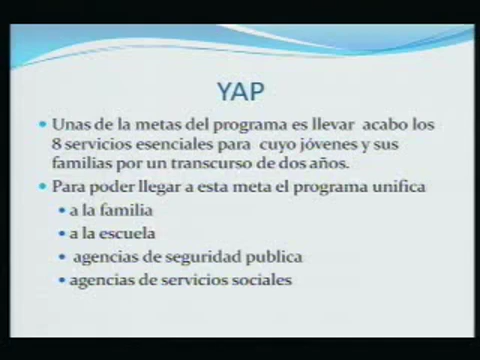 YAP
• Unas de la metas del programa es llevar acabo los
8 servicios esenciales para cuyo jóvenes y sus
familias por un transcurso de dos años.
• Para poder llegar a esta meta el programa unifica
• a la familia
• a la escuela
• agencias de seguridad publica
• agencias de servicios sociales